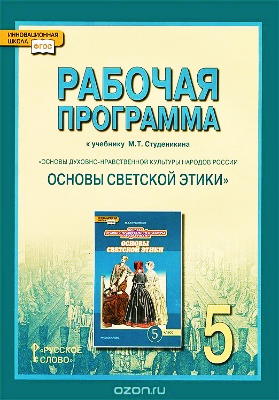 ИННОВАЦИОННАЯ
ШКОЛА
ФГОС
РАБОЧАЯ
ПРОГРАММА
к учебнику М.Т. Студеникина
«ОСНОВЫ ДУХОВНО-НРАВСТВЕННОЙ КУЛЬТУРЫ НАРОДОВ РОССИИ
ОСНОВЫ СВЕТСКОЙ ЭТИКИ»
ОСНОВЫ
СВЕТСКОЙ ЭТИКИ
5 КЛАСС
5
«РУССКОЕ
СЛОВО»
ozon.ru